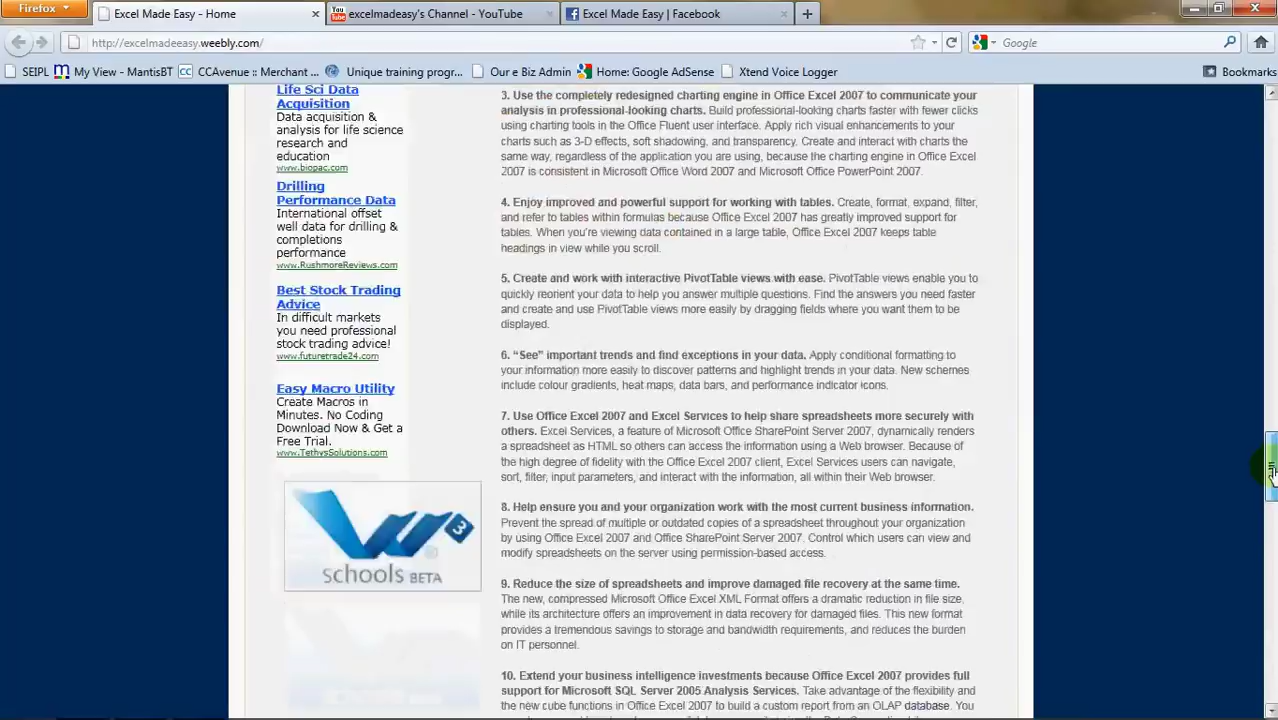 Firefox
Excel Made Easy - Home
You Tube
excelmadeasy's Channel - YouTube
Excel Made Easy | Facebook
http://excelmadeeasy.weebly.com/
Google
SEIPL
My View - MantisBT
CCAvenue :: Merchant ...
Unique training progr...
Our e Biz Admin
Home: Google AdSense
Xtend Voice Logger
Bookmarks
Life Sci Data
Acquisition
Data acquisition &
analysis for life science
research and
education
www.biopac.com
Drilling
Performance Data
International offset
well data for drilling &
completions
performance
www.RushmoreReviews.com
Best Stock Trading
Advice
In difficult markets
you need professional
stock trading advice!
www.futuretrade24.com
Easy Macro Utility
Create Macros in
Minutes. No Coding
Download Now & Get a
Free Trial.
www.TethysSolutions.com
3
schools BETA
3. Use the completely redesigned charting engine in Office Excel 2007 to communicate your
analysis in professional-looking charts. Build professional-looking charts faster with fewer clicks
using charting tools in the Office Fluent user interface. Apply rich visual enhancements to your
charts such as 3-D effects, soft shadowing, and transparency. Create and interact with charts the
same way, regardless of the application you are using, because the charting engine in Office Excel
2007 is consistent in Microsoft Office Word 2007 and Microsoft Office PowerPoint 2007.
4. Enjoy improved and powerful support for working with tables. Create, format, expand, filter,
and refer to tables within formulas because Office Excel 2007 has greatly improved support for
tables. When you're viewing data contained in a large table, Office Excel 2007 keeps table
headings in view while you scroll.
5. Create and work with interactive PivotTable views with ease. PivotTable views enable you to
quickly reorient your data to help you answer multiple questions. Find the answers you need faster
and create and use PivotTable views more easily by dragging fields where you want them to be
displayed.
6. “See” important trends and find exceptions in your data. Apply conditional formatting to
your information more easily to discover patterns and highlight trends in your data. New schemes
include colour gradients, heat maps, data bars, and performance indicator icons.
7. Use Office Excel 2007 and Excel Services to help share spreadsheets more securely with
others. Excel Services, a feature of Microsoft Office SharePoint Server 2007, dynamically renders
a spreadsheet as HTML so others can access the information using a Web browser. Because of
the high degree of fidelity with the Office Excel 2007 client, Excel Services users can navigate,
sort, filter, input parameters, and interact with the information, all within their Web browser.
8. Help ensure you and your organization work with the most current business information.
Prevent the spread of multiple or outdated copies of a spreadsheet throughout your organization
by using Office Excel 2007 and Office SharePoint Server 2007. Control which users can view and
modify spreadsheets on the server using permission-based access.
9. Reduce the size of spreadsheets and improve damaged file recovery at the same time.
The new, compressed Microsoft Office Excel XML Format offers a dramatic reduction in file size,
while its architecture offers an improvement in data recovery for damaged files. This new format
provides a tremendous savings to storage and bandwidth requirements, and reduces the burden
on IT personnel.
10. Extend your business intelligence investments because Office Excel 2007 provides full
support for Microsoft SQL Server 2005 Analysis Services. Take advantage of the flexibility and
the new cube functions in Office Excel 2007 to build a custom report from an OLAP database. You